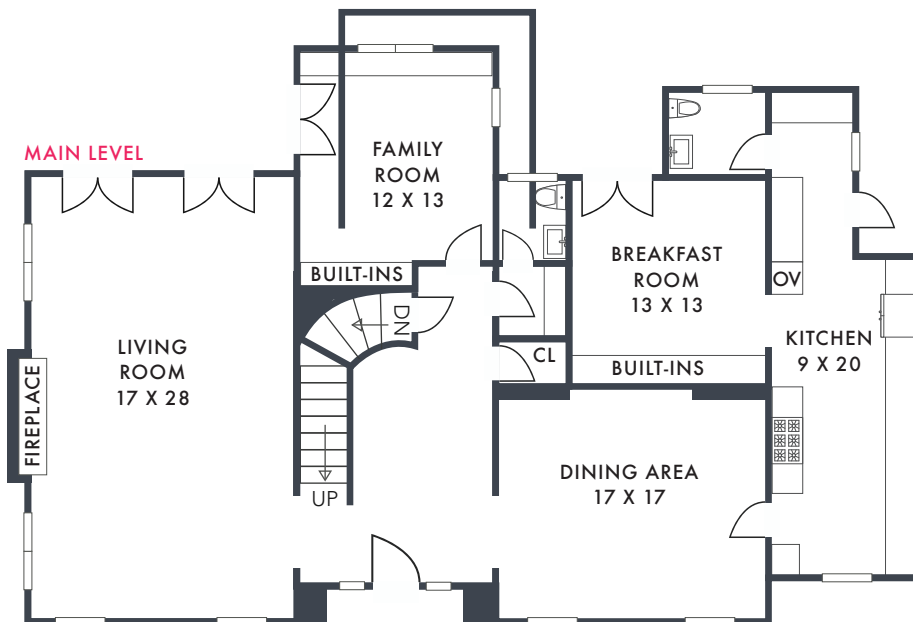 MAIN LEVEL
FAMILY
ROOM
12 X 13
BUILT-INS
DN
BREAKFAST
ROOM
13 X 13
OV
KITCHEN
9 X 20
LIVING
ROOM
17 X 28
FIREPLACE
CL
BUILT-INS
DINING AREA
17 X 17
UP